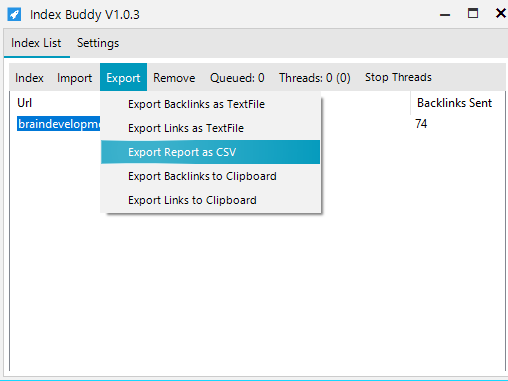 Index Buddy V1.0.3
Index List Settings
Index Import Export Remove Queued: 0 Threads: 0 (0) Stop Threads
Url Backlinks Sent
74
Export Backlinks as TextFile
Export Links as TextFile
Export Report as CSV
Export Backlinks to Clipboard
Export Links to Clipboard